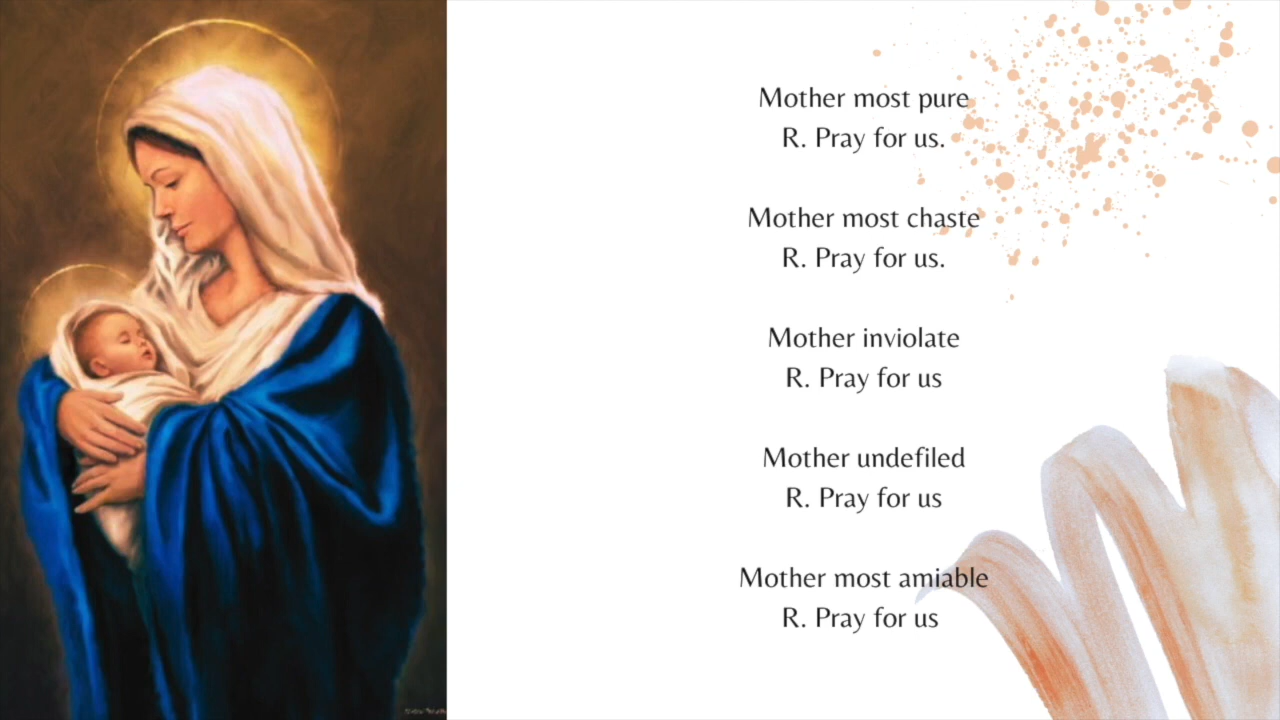 Mother most pure
R. Pray for us.
Mother most chaste
R. Pray for us.
Mother inviolate
R. Pray for us
Mother undefiled
R. Pray for us
Mother most amiable
R. Pray for us